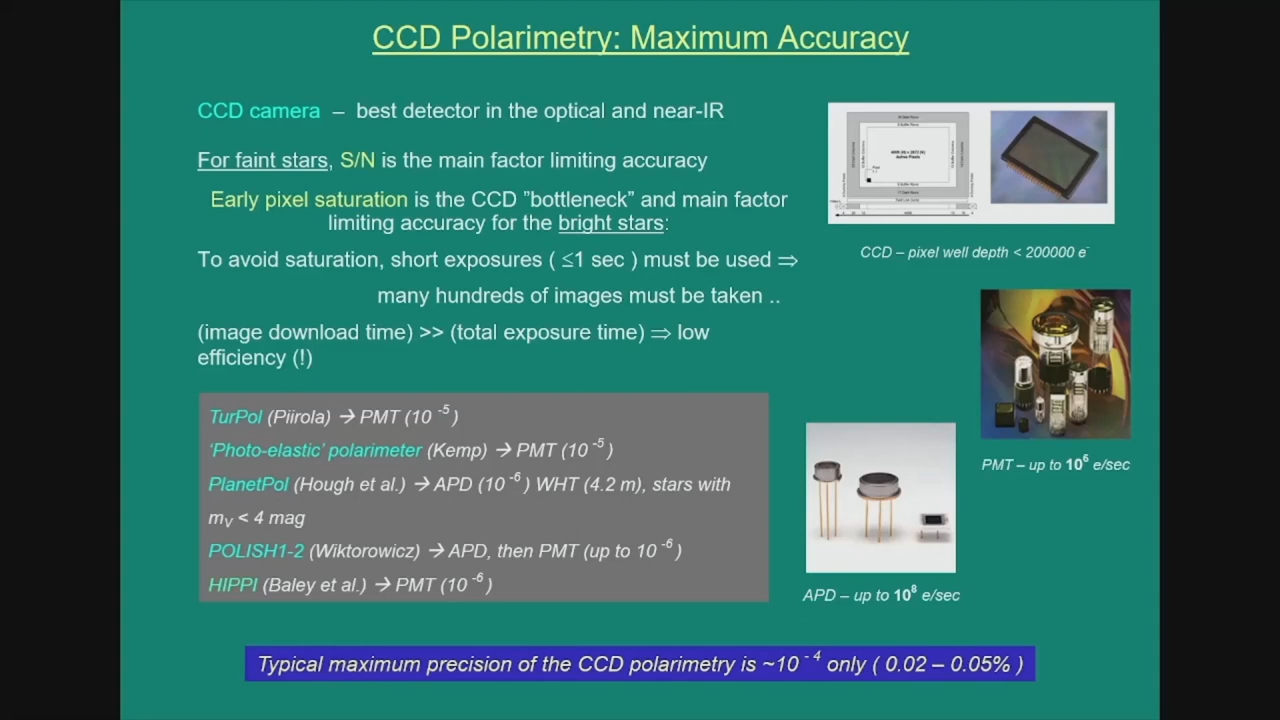 CCD Polarimetry: Maximum Accuracy
CCD camera – best detector in the optical and near-IR
For faint stars, S/N is the main factor limiting accuracy
Early pixel saturation is the CCD ”bottleneck” and main factor
limiting accuracy for the bright stars:
To avoid saturation, short exposures ( ≤1 sec ) must be used ⇒
many hundreds of images must be taken ..
(image download time) >> (total exposure time) ⇒ low
efficiency (!)
CCD – pixel well depth < 200000 e⁻
PMT – up to 10⁶ e/sec
APD – up to 10⁸ e/sec
TurPol (Piirola) → PMT (10 ⁻⁵ )
‘Photo-elastic’ polarimeter (Kemp) → PMT (10 ⁻⁵ )
PlanetPol (Hough et al.) → APD (10 ⁻⁶ ) WHT (4.2 m), stars with
mV < 4 mag
POLISH1-2 (Wiktorowicz) → APD, then PMT (up to 10 ⁻⁶ )
HIPPI (Baley et al.) → PMT (10 ⁻⁶ )
Typical maximum precision of the CCD polarimetry is ~10 ⁻ ⁴ only ( 0.02 – 0.05% )